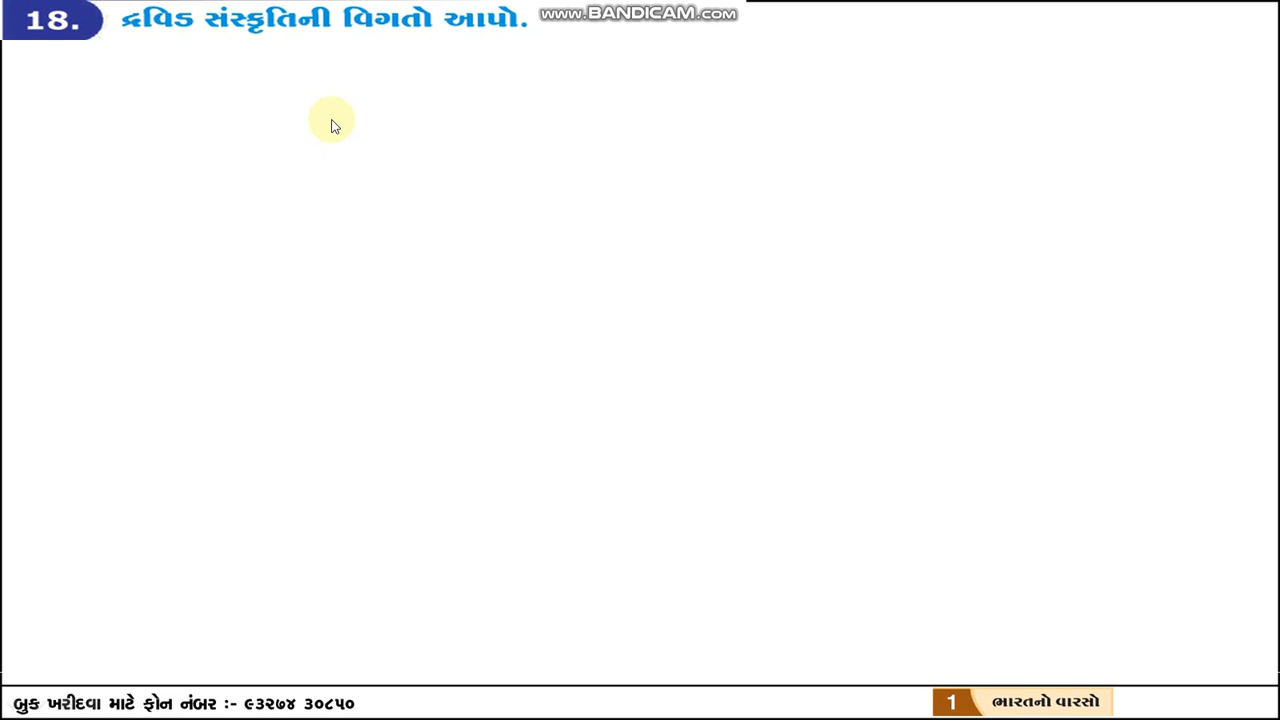 18. દ્રવિડ સંસ્કૃતિની વિગતો આપો.
www.BANDICAM.com
બુક ખરીદવા માટે ફોન નંબર :- ૯૩૨૭૪ ૩૦૮૫૦
1 ભારતનો વારસો